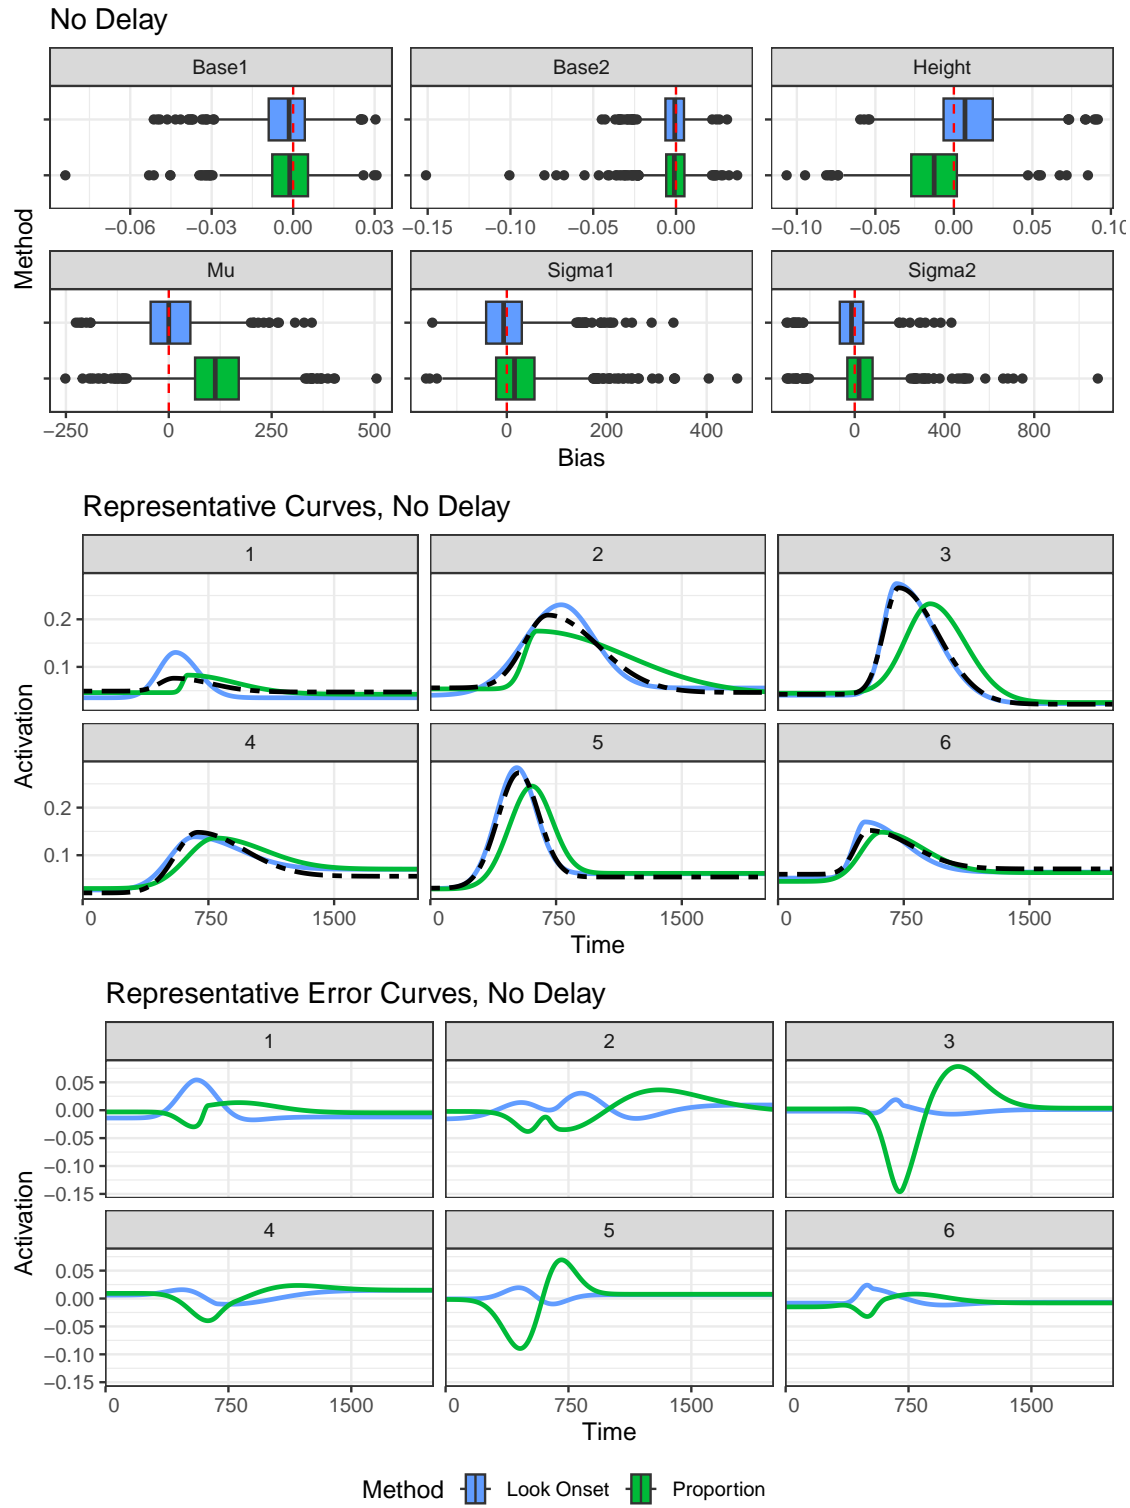 No Delay
Base1 Base2 Height
−0.06 −0.03 0.00 0.03 −0.15 −0.10 −0.05 0.00 −0.10 −0.05 0.00 0.05 0.10
Method
Mu Sigma1 Sigma2
−250 0 250 500 0 200 400 0 400 800
Bias
Representative Curves, No Delay
1 2 3
0.2
0.1
Activation
4 5 6
0.2
0.1
0 750 1500 0 750 1500 0 750 1500
Time
Representative Error Curves, No Delay
1 2 3
0.05
0.00
−0.05
−0.10
−0.15
Activation
4 5 6
0.05
0.00
−0.05
−0.10
−0.15
0 750 1500 0 750 1500 0 750 1500
Time
Method Look Onset Proportion